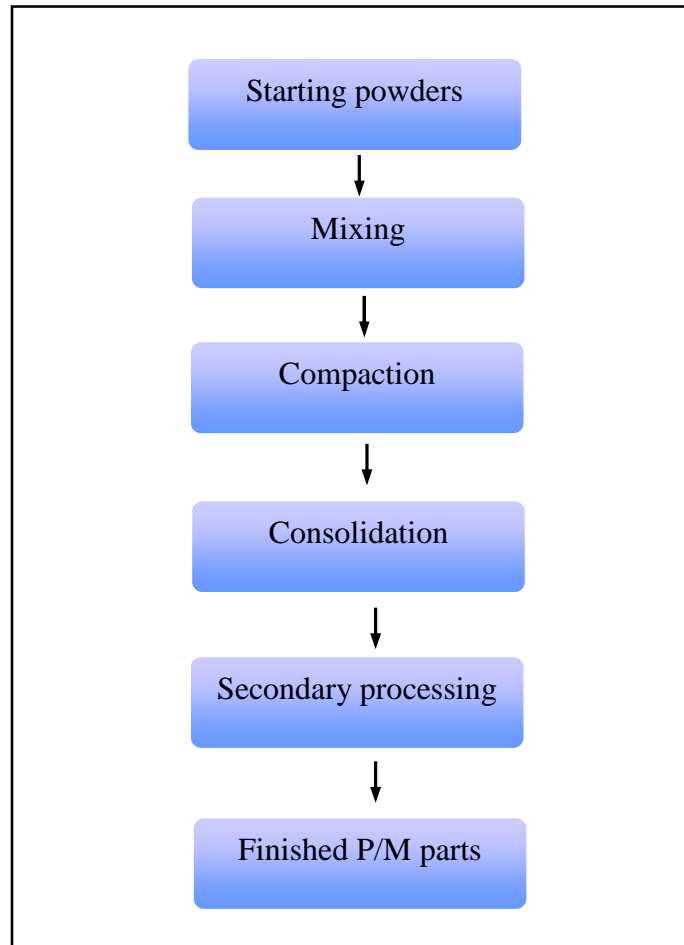 Starting powders
Mixing
Compaction
Consolidation
Secondary processing
Finished P/M parts